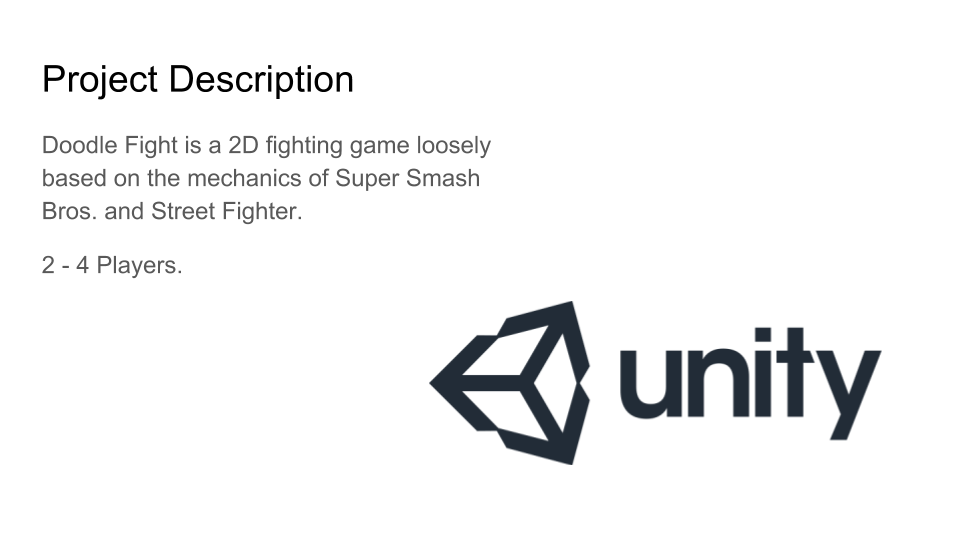 Project Description
Doodle Fight is a 2D fighting game loosely
based on the mechanics of Super Smash
Bros. and Street Fighter.
2 - 4 Players.
unity